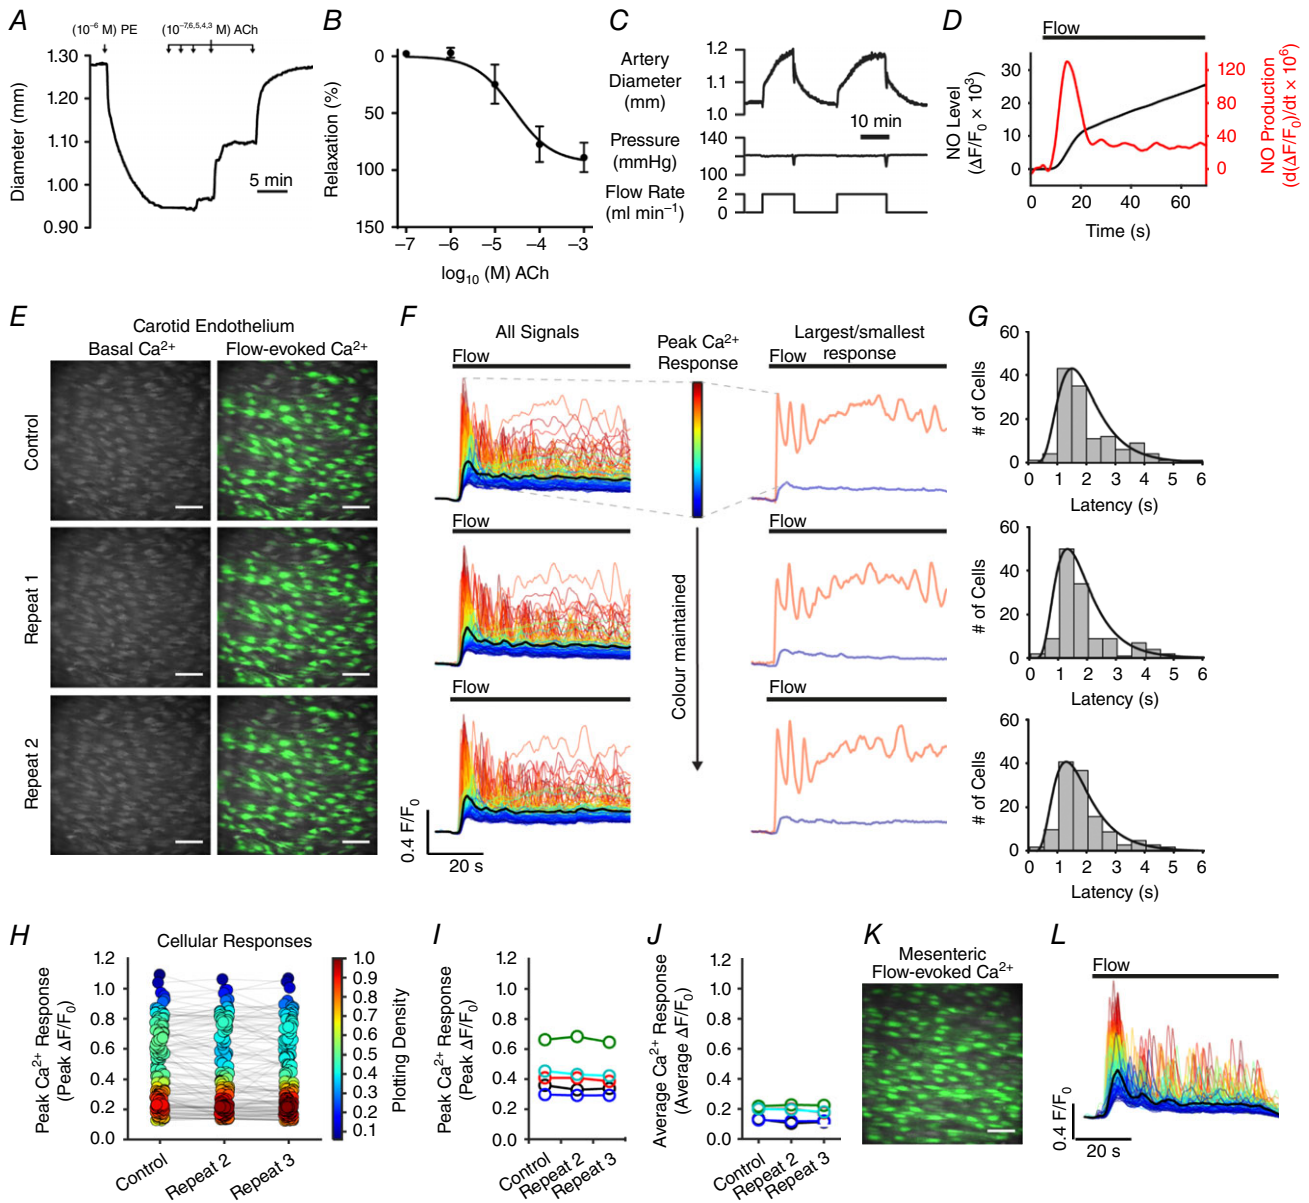 A
(10⁻⁶ M) PE
(10⁻⁷,⁶,⁵,⁴,³ M) ACh
Diameter (mm)
1.30
1.10
1.00
0.90
5 min
B
Relaxation (%)
0
50
100
150
−7
−6
−5
−4
−3
log₁₀ (M) ACh
C
Artery
Diameter
(mm)
1.2
1.1
1.0
10 min
Pressure
(mmHg)
140
100
Flow Rate
(ml min⁻¹)
2
0
D
Flow
NO Level
(ΔF/F₀ × 10³)
30
20
10
0
NO Production
(d(ΔF/F₀)/dt × 10⁶)
120
80
40
0
0
20
40
60
Time (s)
E
Carotid Endothelium
Basal Ca²⁺
Flow-evoked Ca²⁺
Control
Repeat 1
Repeat 2
F
All Signals
Flow
Peak Ca²⁺
Response
Largest/smallest
response
Flow
Flow
Flow
Colour maintained
Flow
Flow
0.4 F/F₀
20 s
G
# of Cells
60
40
20
0
0
1
2
3
4
5
6
Latency (s)
# of Cells
60
40
20
0
0
1
2
3
4
5
6
Latency (s)
# of Cells
60
40
20
0
0
1
2
3
4
5
6
Latency (s)
H
Cellular Responses
Peak Ca²⁺ Response
(Peak ΔF/F₀)
1.2
1.0
0.8
0.6
0.4
0.2
0.0
Control
Repeat 2
Repeat 3
1.0
0.9
0.8
0.7
0.6
0.5
0.4
0.3
0.2
0.1
Plotting Density
I
Peak Ca²⁺ Response
(Peak ΔF/F₀)
1.2
1.0
0.8
0.6
0.4
0.2
0.0
Control
Repeat 2
Repeat 3
J
Average Ca²⁺ Response
(Average ΔF/F₀)
1.2
1.0
0.8
0.6
0.4
0.2
0.0
Control
Repeat 2
Repeat 3
K
Mesenteric
Flow-evoked Ca²⁺
L
Flow
0.4 F/F₀
20 s